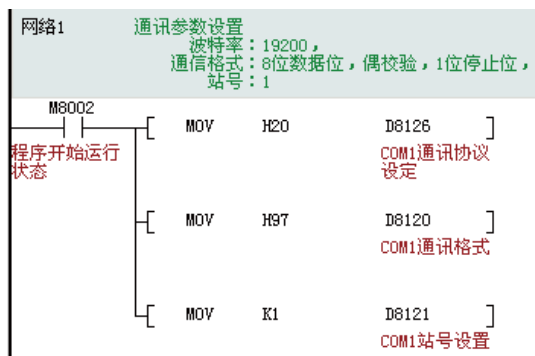 网络1 通讯参数设置
波特率：19200，
通信格式：8位数据位，偶校验，1位停止位，
站号：1
M8002
MOV H20 D8126
程序开始运行状态
COM1通讯协议设定
MOV H97 D8120
COM1通讯格式
MOV K1 D8121
COM1站号设置